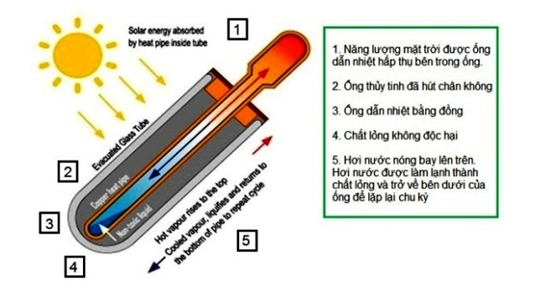 Solar energy absorbed
by heat pipe inside tube
1
Evacuated Glass Tube
2
Copper heat pipe
3
Non-toxic liquid
4
Hot vapour rises to the top
Cooled vapour, liquifies and returns to
the bottom of pipe to repeat cycle
5
1. Năng lượng mặt trời được ống
dẫn nhiệt hấp thụ bên trong ống.
2. Ống thủy tinh đã hút chân không
3. Ống dẫn nhiệt bằng đồng
4. Chất lỏng không độc hại
5. Hơi nước nóng bay lên trên.
Hơi nước được làm lạnh thành
chất lỏng và trở về bên dưới của
ống để lặp lại chu kỳ